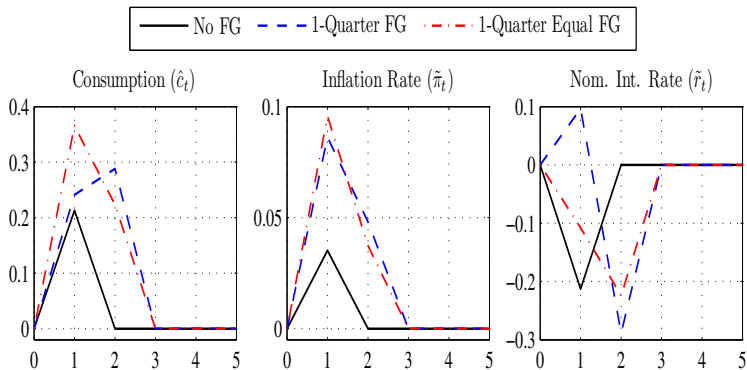 No FG 1-Quarter FG 1-Quarter Equal FG
Consumption (ĉ_t) Inflation Rate (π̃_t) Nom. Int. Rate (r̃_t)
0.4 0.1 0.1
0.3 0
0.2 0.05 −0.1
0.1 −0.2
0 0 −0.3
0 1 2 3 4 5 0 1 2 3 4 5 0 1 2 3 4 5